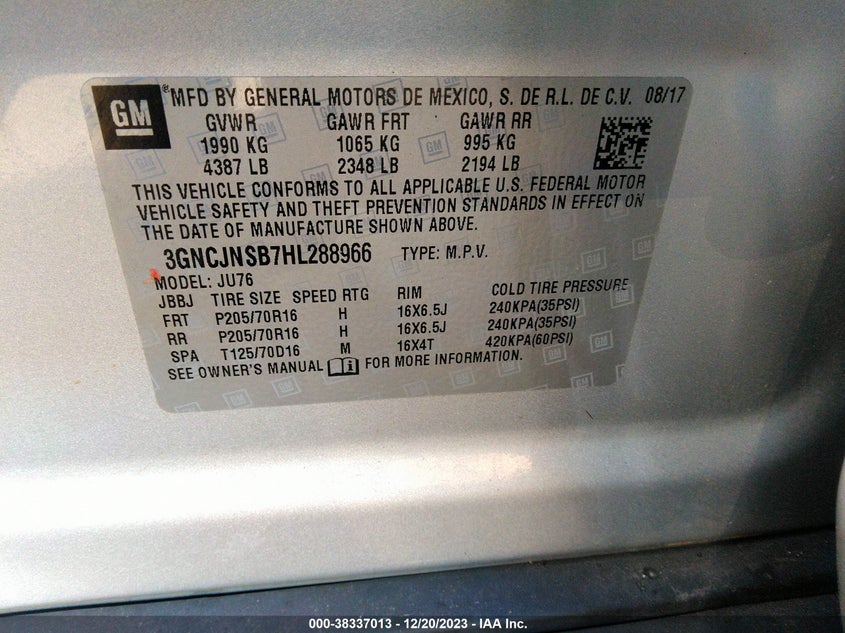 GM ® MFD BY GENERAL MOTORS DE MEXICO, S. DE R.L. DE C.V. 08/17
GVWR GAWR FRT GAWR RR
1990 KG 1065 KG 995 KG
4387 LB 2348 LB 2194 LB
THIS VEHICLE CONFORMS TO ALL APPLICABLE U.S. FEDERAL MOTOR
VEHICLE SAFETY AND THEFT PREVENTION STANDARDS IN EFFECT ON
THE DATE OF MANUFACTURE SHOWN ABOVE.
3GNCJNSB7HL288966 TYPE: M.P.V.
MODEL: JU76
JBBJ TIRE SIZE SPEED RTG RIM COLD TIRE PRESSURE
FRT P205/70R16 H 16X6.5J 240KPA(35PSI)
RR P205/70R16 H 16X6.5J 240KPA(35PSI)
SPA T125/70D16 M 16X4T 420KPA(60PSI)
SEE OWNER'S MANUAL FOR MORE INFORMATION.
000-38337013 - 12/20/2023 - IAA Inc.